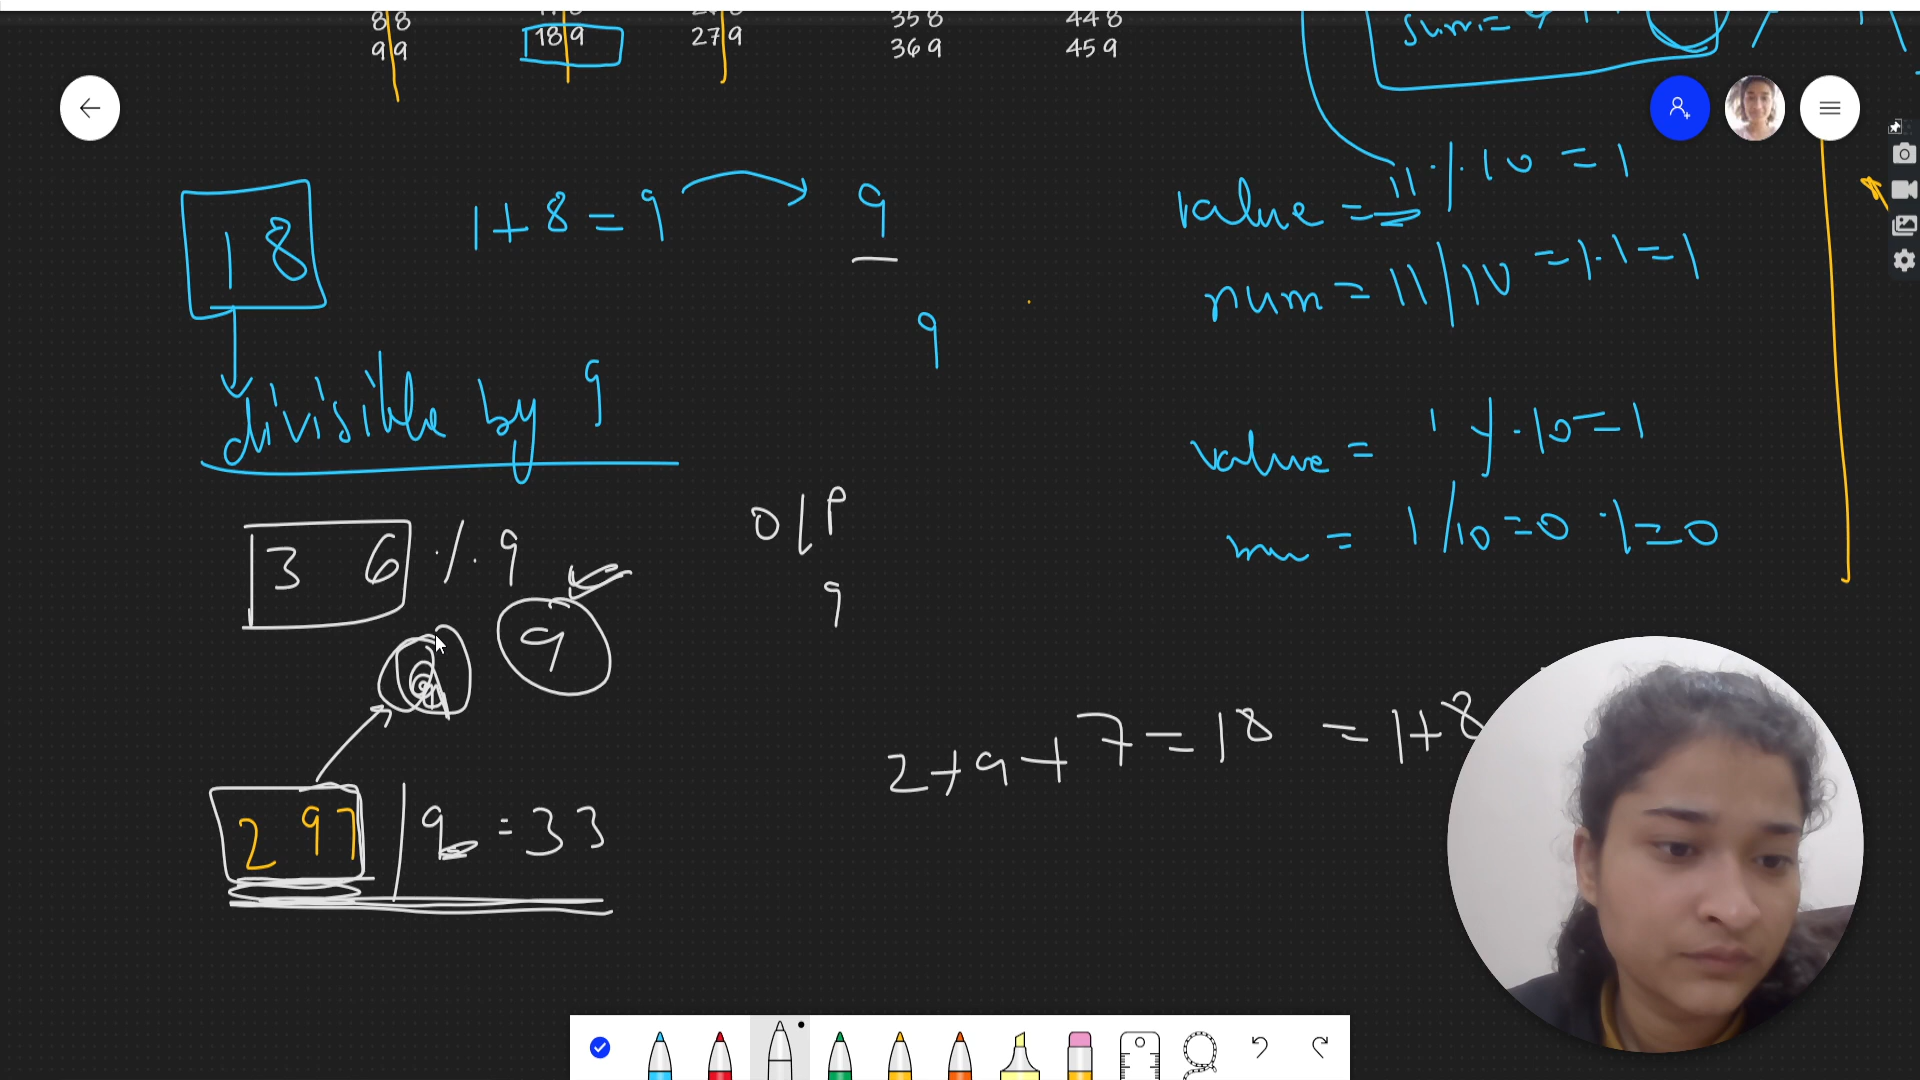 88
99
189
279
358
369
448
459
sum=
18
1+8=9
9
9
divisible by 9
36 % 9
9
O/P
9
297 / 9 = 33
2+9+7=18 =1+8
value = 11 % 10 = 1
num = 11/10 = 1.1 = 1
value = 1 % 10 = 1
1/10=0.1=0